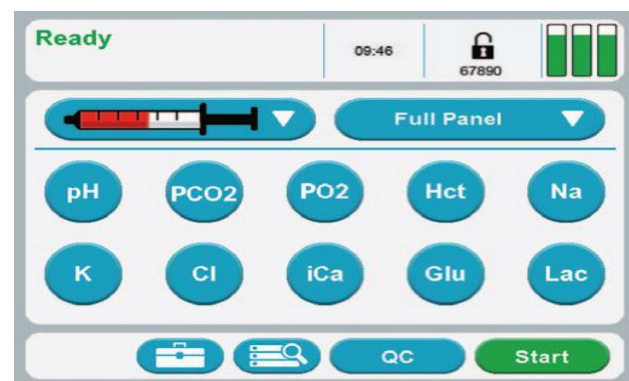 Ready
09:46
67890
Full Panel
pH PCO2 PO2 Hct Na
K Cl iCa Glu Lac
QC Start